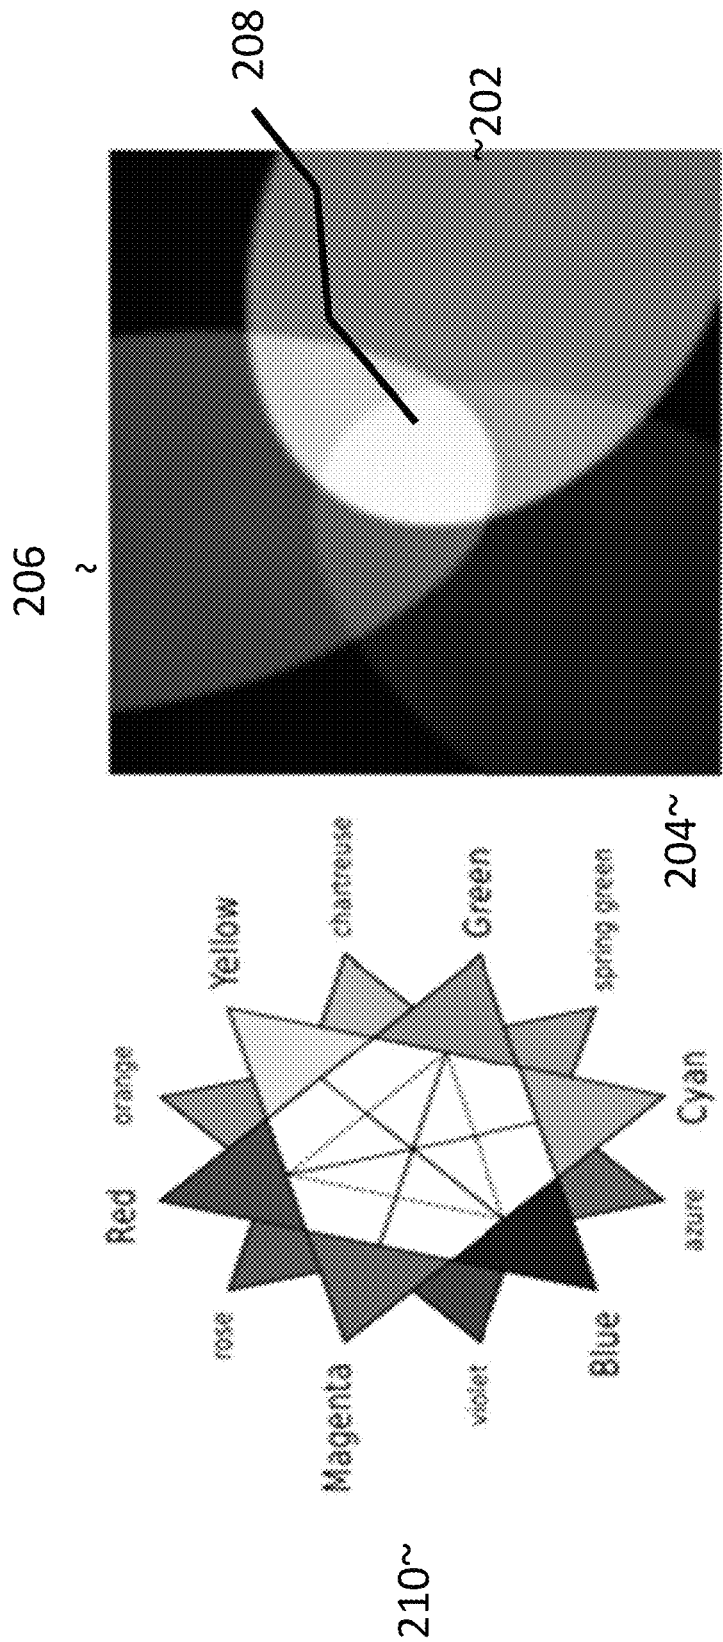 206
~
208
~202
204~
210~
Red
orange
Yellow
chartreuse
Green
spring green
Cyan
azure
Blue
violet
Magenta
rose